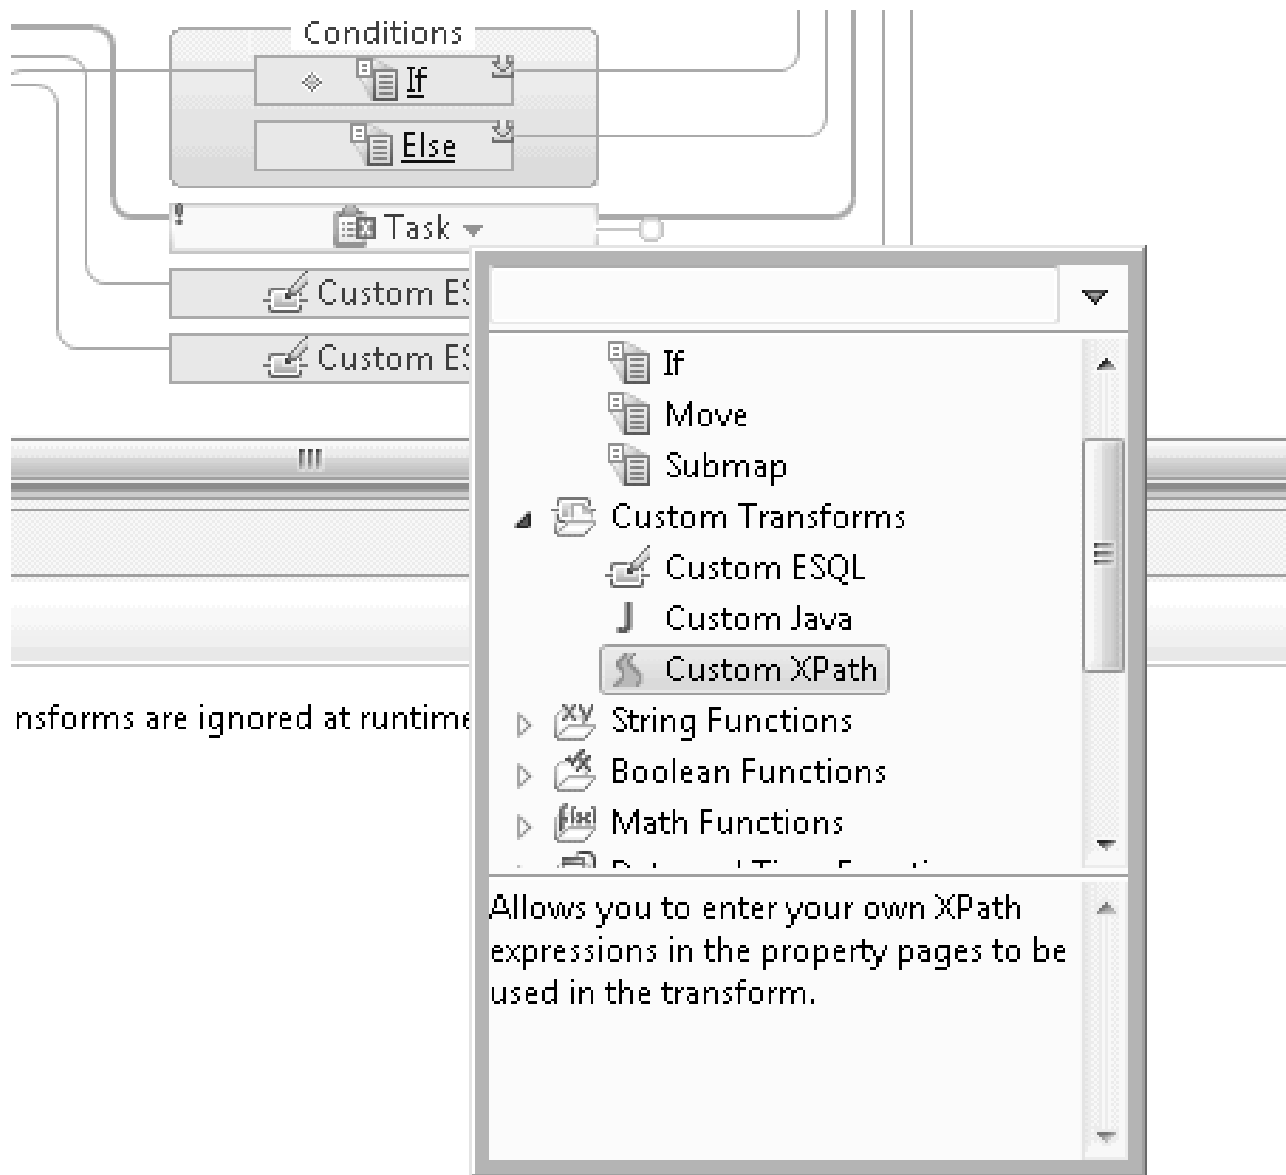 Conditions
If
Else
Task
Custom ES
Custom ES
If
Move
Submap
Custom Transforms
Custom ESQL
Custom Java
Custom XPath
nsforms are ignored at runtime
String Functions
Boolean Functions
Math Functions
Allows you to enter your own XPath
expressions in the property pages to be
used in the transform.